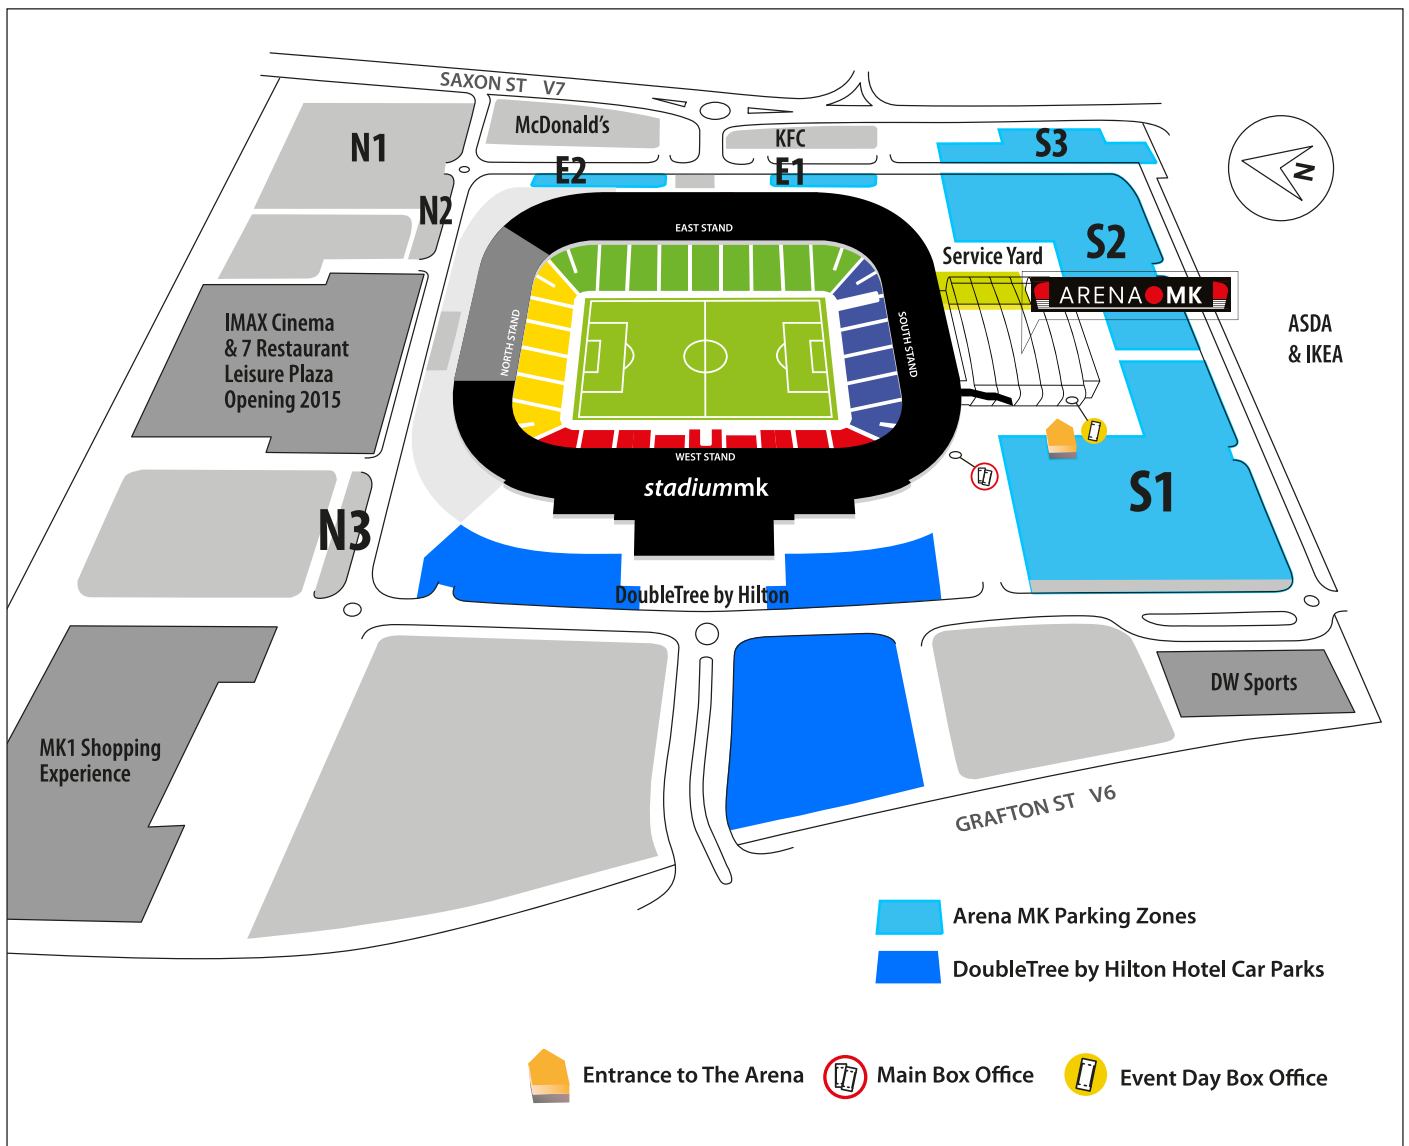 SAXON ST V7
McDonald's
KFC
N1
S3
E2
E1
N2
N
S2
EAST STAND
Service Yard
ARENA MK
IMAX Cinema
& 7 Restaurant
Leisure Plaza
Opening 2015
NORTH STAND
SOUTH STAND
ASDA
& IKEA
WEST STAND
stadiummk
S1
N3
DoubleTree by Hilton
DW Sports
MK1 Shopping
Experience
GRAFTON ST V6
Arena MK Parking Zones
DoubleTree by Hilton Hotel Car Parks
Entrance to The Arena
Main Box Office
Event Day Box Office